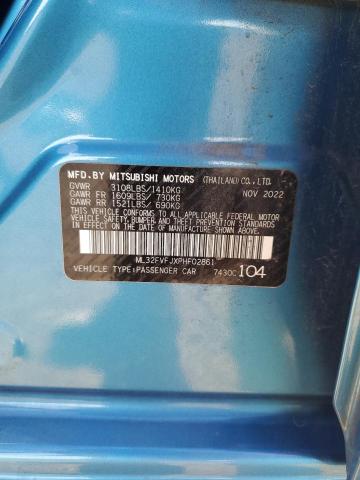 MFD.BY MITSUBISHI MOTORS (THAILAND) CO., LTD.
GVWR 3108LBS/1410KG NOV 2022
GAWR FR 1609LBS/ 730KG
GAWR RR 1521LBS/ 690KG
THIS VEHICLE CONFORMS TO ALL APPLICABLE FEDERAL MOTOR VEHICLE
SAFETY, BUMPER AND THEFT PREVENTION STANDARDS IN
EFFECT ON THE DATE OF MANUFACTURE SHOWN ABOVE.
ML32FVFJXPHF02861
VEHICLE TYPE:PASSENGER CAR 7430C 104